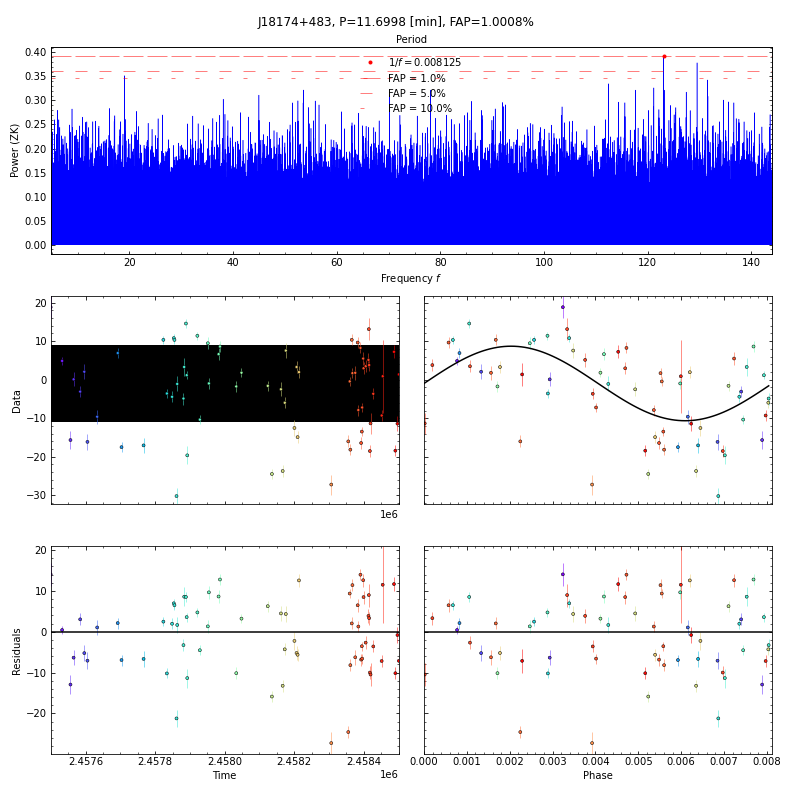 J18174+483, P=11.6998 [min], FAP=1.0008%
Period
0.40
0.35
0.30
0.25
0.20
0.15
0.10
0.05
0.00
Power (ZK)
1/f = 0.008125
FAP = 1.0%
FAP = 5.0%
FAP = 10.0%
20 40 60 80 100 120 140
Frequency f
20
10
0
−10
−20
−30
Data
1e6
20
10
0
−10
−20
Residuals
2.4576 2.4578 2.4580 2.4582 2.4584
1e6
Time
0.000 0.001 0.002 0.003 0.004 0.005 0.006 0.007 0.008
Phase